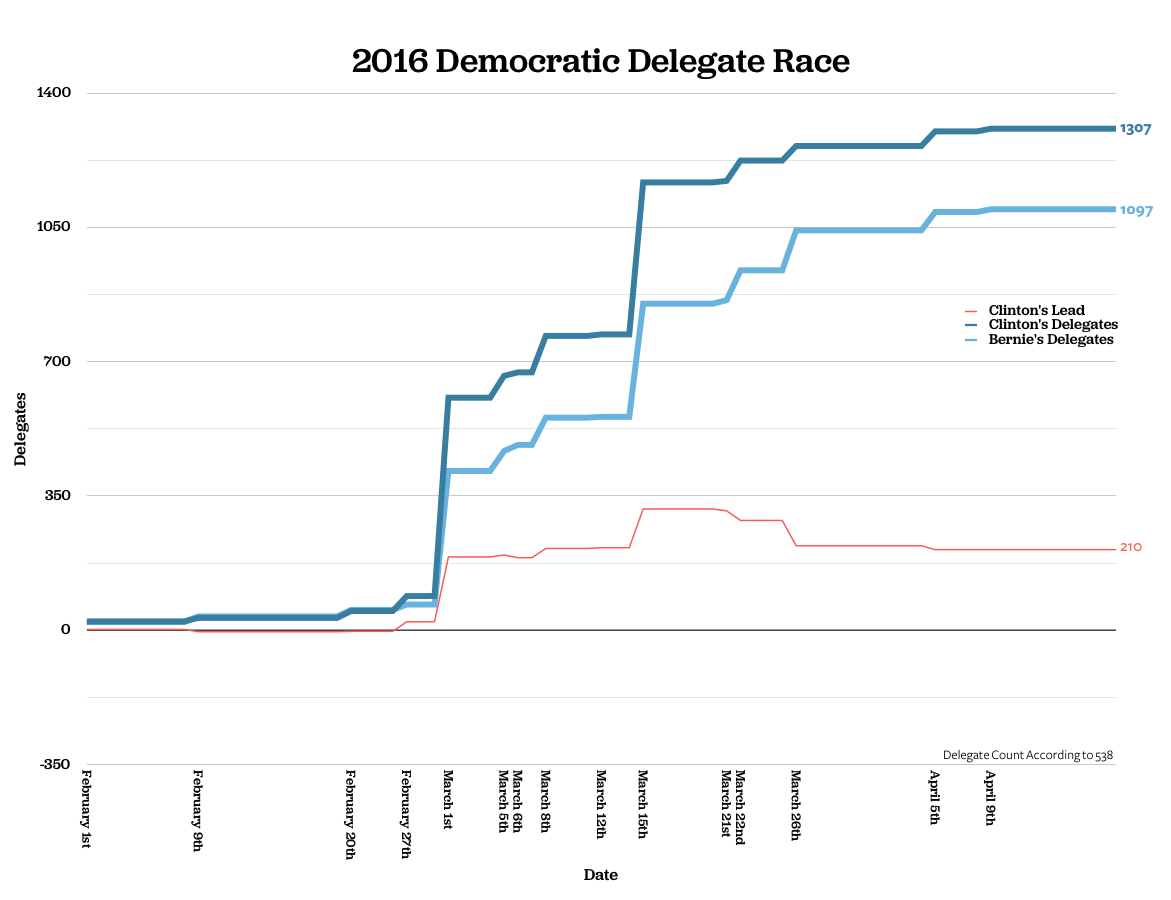 2016 Democratic Delegate Race
1400
1307
1097
1050
Clinton's Lead
Clinton's Delegates
Bernie's Delegates
700
Delegates
350
210
0
Delegate Count According to 538
-350
February 1st
February 9th
February 20th
February 27th
March 1st
March 5th
March 6th
March 8th
March 12th
March 15th
March 21st
March 22nd
March 26th
April 5th
April 9th
Date